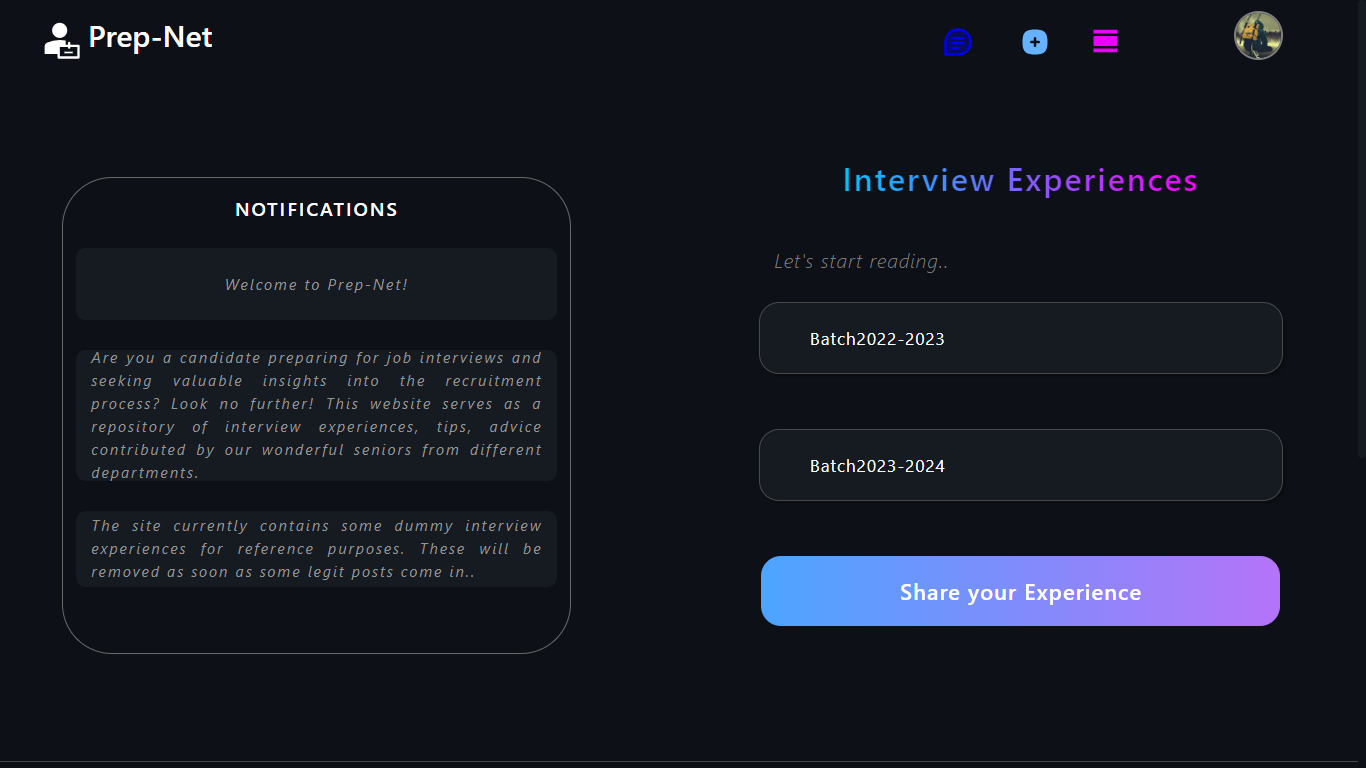 Prep-Net
NOTIFICATIONS
Welcome to Prep-Net!
Are you a candidate preparing for job interviews and
seeking valuable insights into the recruitment
process? Look no further! This website serves as a
repository of interview experiences, tips, advice
contributed by our wonderful seniors from different
departments.
The site currently contains some dummy interview
experiences for reference purposes. These will be
removed as soon as some legit posts come in..
Interview Experiences
Let's start reading..
Batch2022-2023
Batch2023-2024
Share your Experience